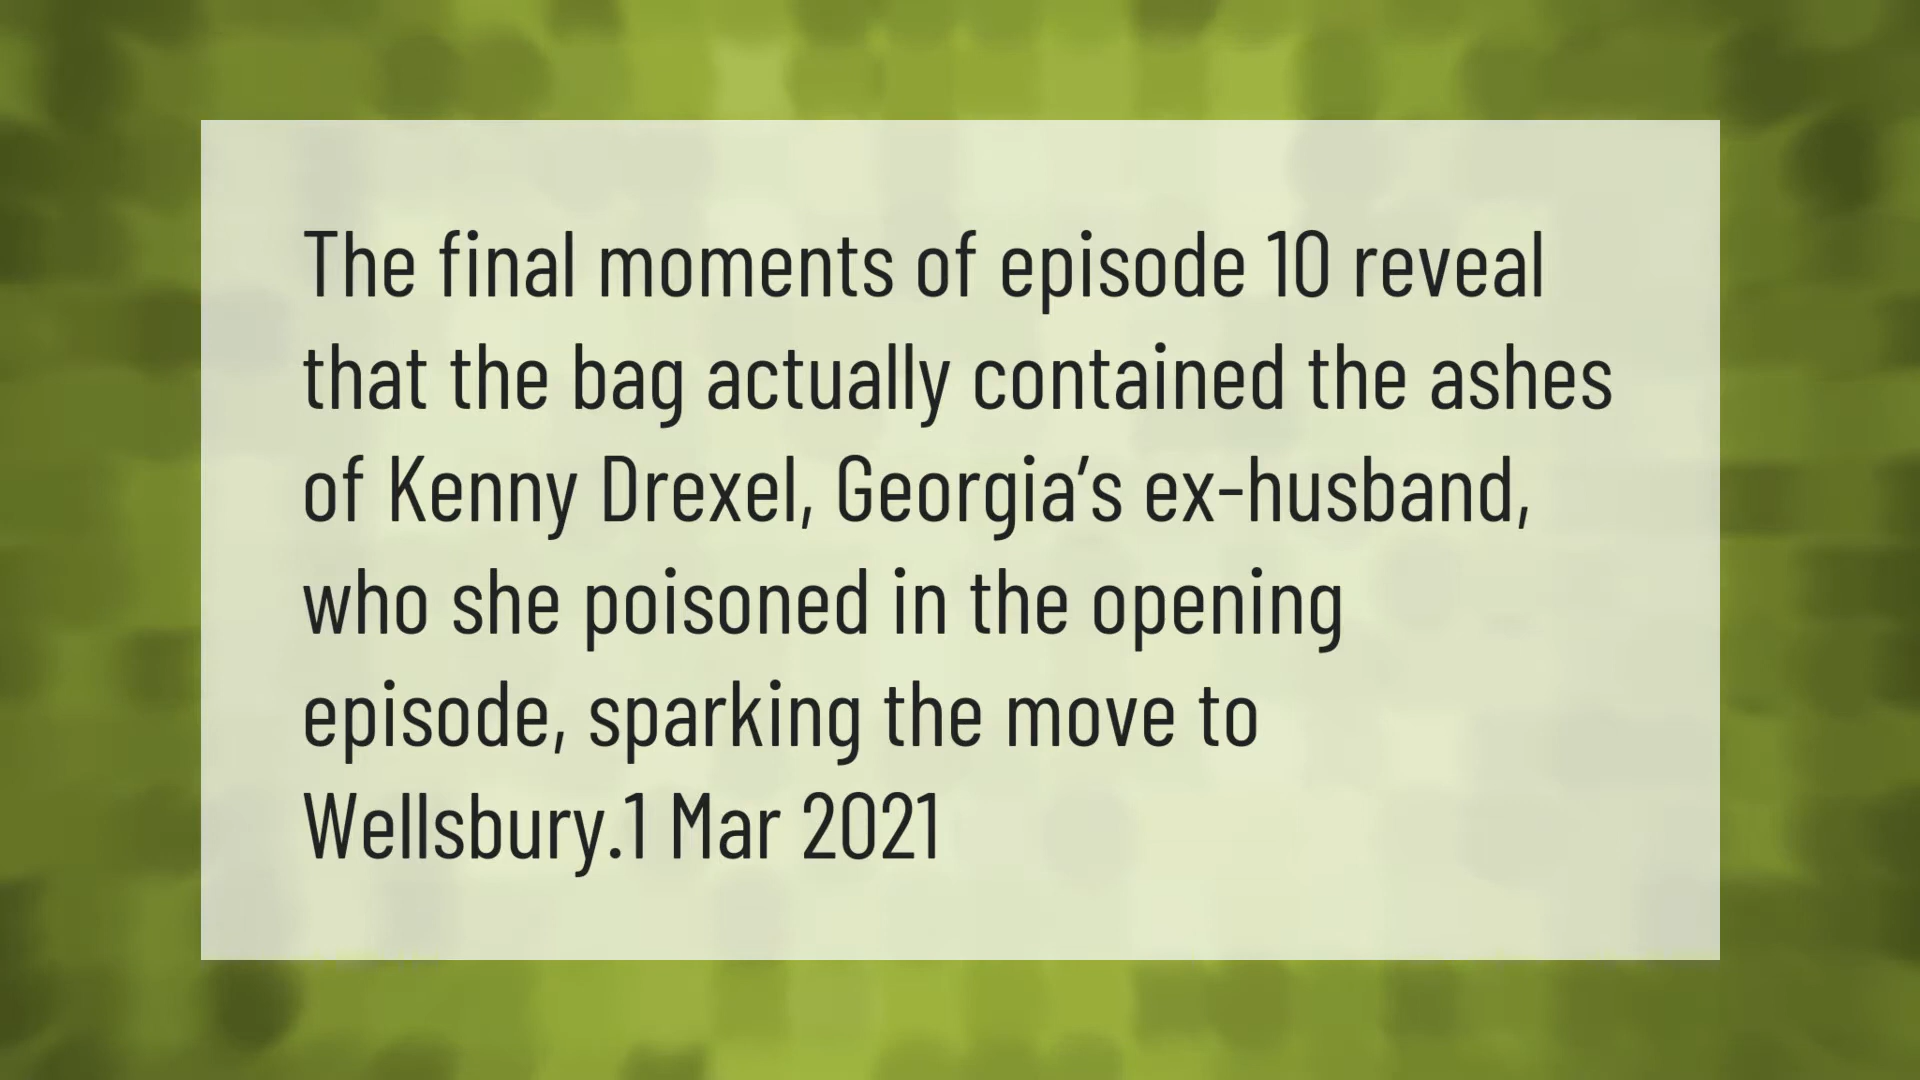 The final moments of episode 10 reveal
that the bag actually contained the ashes
of Kenny Drexel, Georgia’s ex-husband,
who she poisoned in the opening
episode, sparking the move to
Wellsbury.1 Mar 2021